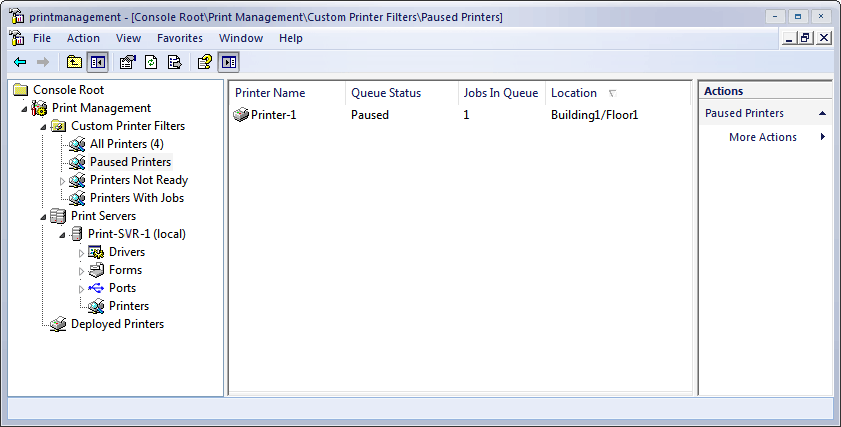 printmanagement - [Console Root\Print Management\Custom Printer Filters\Paused Printers]
File Action View Favorites Window Help
Console Root
Print Management
Custom Printer Filters
All Printers (4)
Paused Printers
Printers Not Ready
Printers With Jobs
Print Servers
Print-SVR-1 (local)
Drivers
Forms
Ports
Printers
Deployed Printers
Printer Name Queue Status Jobs In Queue Location
Printer-1 Paused 1 Building1/Floor1
Actions
Paused Printers
More Actions